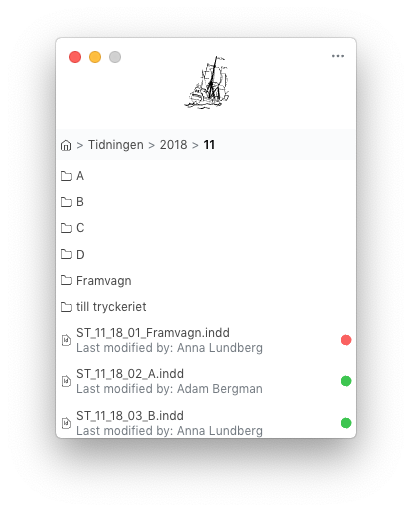 > Tidningen > 2018 > 11
A
B
C
D
Framvagn
till tryckeriet
ST_11_18_01_Framvagn.indd
Last modified by: Anna Lundberg
ST_11_18_02_A.indd
Last modified by: Adam Bergman
ST_11_18_03_B.indd
Last modified by: Anna Lundberg